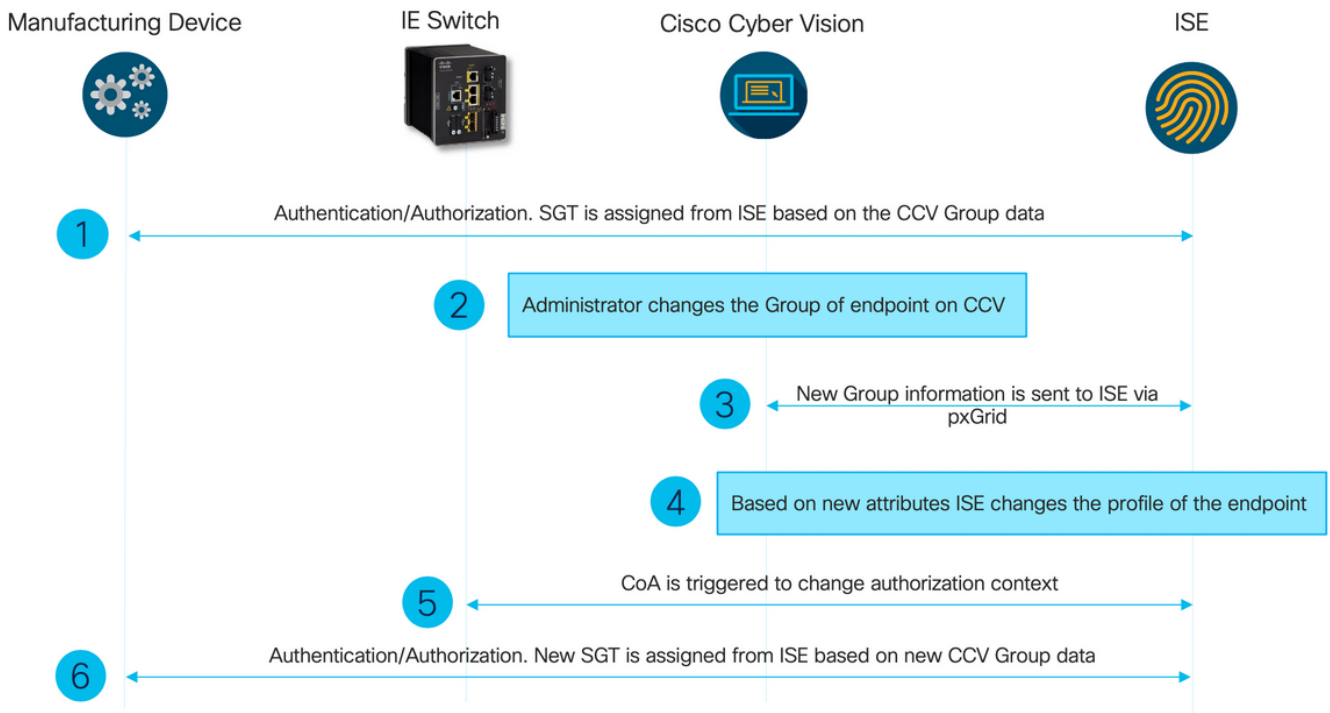 Manufacturing Device
IE Switch
Cisco Cyber Vision
ISE
1
Authentication/Authorization. SGT is assigned from ISE based on the CCV Group data
2
Administrator changes the Group of endpoint on CCV
3
New Group information is sent to ISE via
pxGrid
4
Based on new attributes ISE changes the profile of the endpoint
5
CoA is triggered to change authorization context
6
Authentication/Authorization. New SGT is assigned from ISE based on new CCV Group data